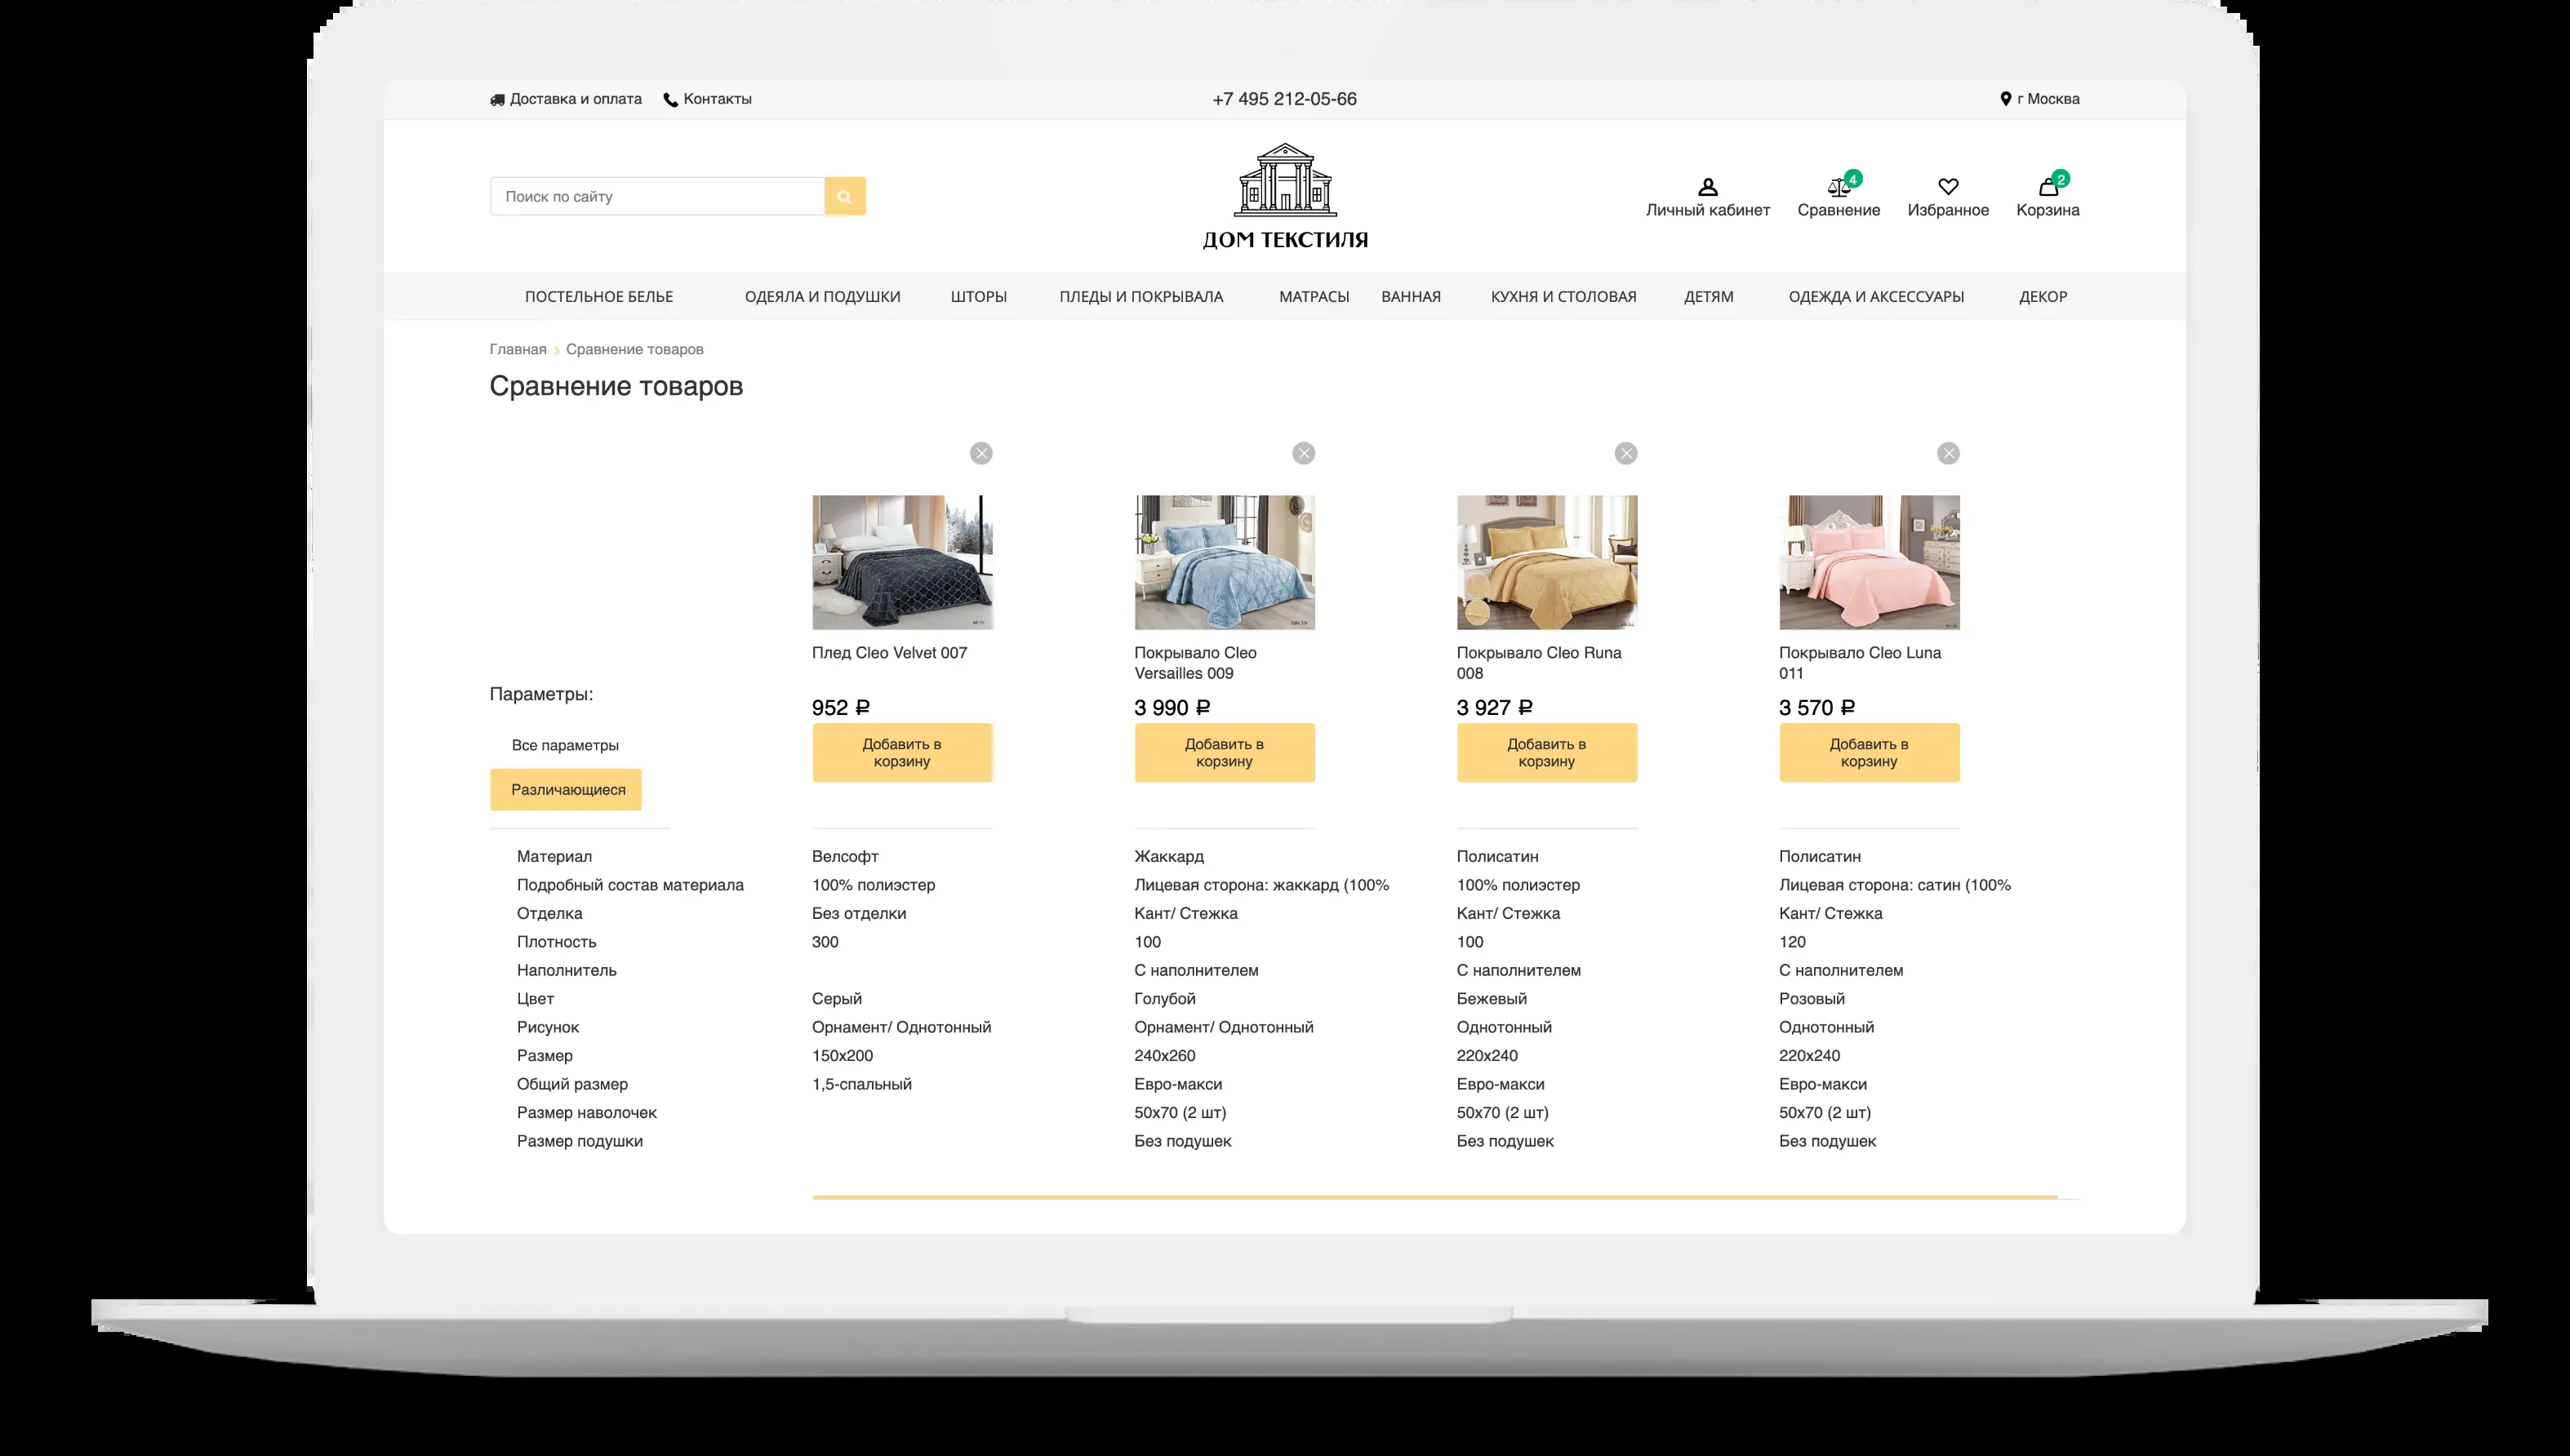 Доставка и оплата
Контакты
+7 495 212-05-66
г Москва
Поиск по сайту
ДОМ ТЕКСТИЛЯ
Личный кабинет
4
Сравнение
Избранное
2
Корзина
ПОСТЕЛЬНОЕ БЕЛЬЕ
ОДЕЯЛА И ПОДУШКИ
ШТОРЫ
ПЛЕДЫ И ПОКРЫВАЛА
МАТРАСЫ
ВАННАЯ
КУХНЯ И СТОЛОВАЯ
ДЕТЯМ
ОДЕЖДА И АКСЕССУАРЫ
ДЕКОР
Главная
Сравнение товаров
Сравнение товаров
Плед Cleo Velvet 007
952 ₽
Добавить в
корзину
Покрывало Cleo
Versailles 009
3 990 ₽
Добавить в
корзину
Покрывало Cleo Runa
008
3 927 ₽
Добавить в
корзину
Покрывало Cleo Luna
011
3 570 ₽
Добавить в
корзину
Параметры:
Все параметры
Различающиеся
Материал Велсофт Жаккард Полисатин Полисатин
Подробный состав материала 100% полиэстер Лицевая сторона: жаккард (100% 100% полиэстер Лицевая сторона: сатин (100%
Отделка Без отделки Кант/ Стежка Кант/ Стежка Кант/ Стежка
Плотность 300 100 100 120
Наполнитель С наполнителем С наполнителем С наполнителем
Цвет Серый Голубой Бежевый Розовый
Рисунок Орнамент/ Однотонный Орнамент/ Однотонный Однотонный Однотонный
Размер 150х200 240х260 220х240 220х240
Общий размер 1,5-спальный Евро-макси Евро-макси Евро-макси
Размер наволочек 50х70 (2 шт) 50х70 (2 шт) 50х70 (2 шт)
Размер подушки Без подушек Без подушек Без подушек